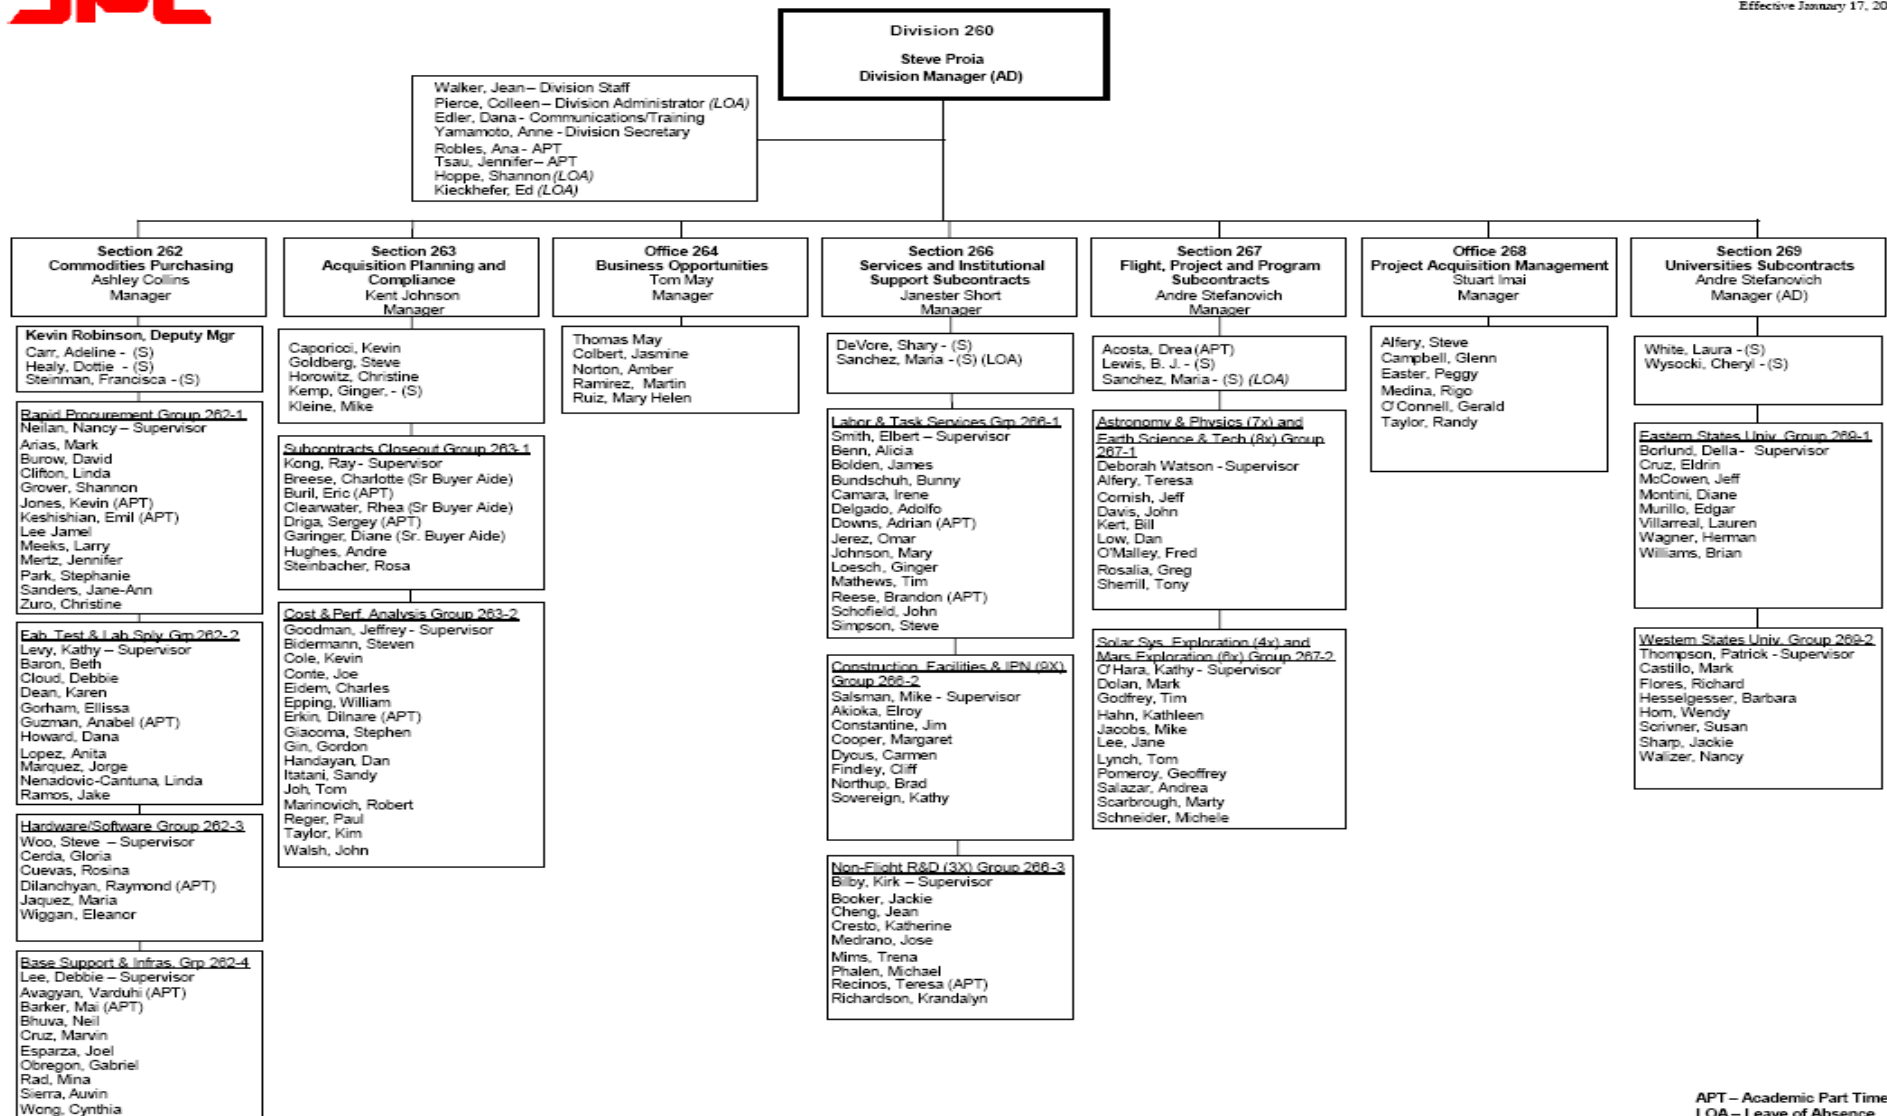 JPL
Effective January 17, 20
Division 260
Steve Proia
Division Manager (AD)
Walker, Jean – Division Staff
Pierce, Colleen – Division Administrator (LOA)
Edler, Dana - Communications/Training
Yamamoto, Anne - Division Secretary
Robles, Ana - APT
Tsau, Jennifer – APT
Hoppe, Shannon (LOA)
Kieckhefer, Ed (LOA)
Section 262
Commodities Purchasing
Ashley Collins
Manager
Kevin Robinson, Deputy Mgr
Carr, Adeline - (S)
Healy, Dottie - (S)
Steinman, Francisca - (S)
Rapid Procurement Group 262-1
Neilan, Nancy – Supervisor
Arias, Mark
Burow, David
Clifton, Linda
Grover, Shannon
Jones, Kevin (APT)
Keshishian, Emil (APT)
Lee Jamel
Meeks, Larry
Mertz, Jennifer
Park, Stephanie
Sanders, Jane-Ann
Zuro, Christine
Fab, Test & Lab Sply. Grp 262-2
Levy, Kathy – Supervisor
Baron, Beth
Cloud, Debbie
Dean, Karen
Gorham, Ellissa
Guzman, Anabel (APT)
Howard, Dana
Lopez, Anita
Marquez, Jorge
Nenadovic-Cantuna, Linda
Ramos, Jake
Hardware/Software Group 262-3
Woo, Steve – Supervisor
Cerda, Gloria
Cuevas, Rosina
Dilanchyan, Raymond (APT)
Jaquez, Maria
Wiggan, Eleanor
Base Support & Infras. Grp 262-4
Lee, Debbie – Supervisor
Avagyan, Varduhi (APT)
Barker, Mai (APT)
Bhuva, Neil
Cruz, Marvin
Esparza, Joel
Obregon, Gabriel
Rad, Mina
Sierra, Auvin
Wong, Cynthia
Section 263
Acquisition Planning and
Compliance
Kent Johnson
Manager
Caporicci, Kevin
Goldberg, Steve
Horowitz, Christine
Kemp, Ginger, - (S)
Kleine, Mike
Subcontracts Closeout Group 263-1
Kong, Ray - Supervisor
Breese, Charlotte (Sr Buyer Aide)
Buril, Eric (APT)
Clearwater, Rhea (Sr Buyer Aide)
Driga, Sergey (APT)
Garinger, Diane (Sr. Buyer Aide)
Hughes, Andre
Steinbacher, Rosa
Cost & Perf. Analysis Group 263-2
Goodman, Jeffrey - Supervisor
Bidermann, Steven
Cole, Kevin
Conte, Joe
Eidem, Charles
Epping, William
Erkin, Dilnare (APT)
Giacoma, Stephen
Gin, Gordon
Handayan, Dan
Itatani, Sandy
Joh, Tom
Marinovich, Robert
Reger, Paul
Taylor, Kim
Walsh, John
Office 264
Business Opportunities
Tom May
Manager
Thomas May
Colbert, Jasmine
Norton, Amber
Ramirez, Martin
Ruiz, Mary Helen
Section 266
Services and Institutional
Support Subcontracts
Janester Short
Manager
DeVore, Shary - (S)
Sanchez, Maria - (S) (LOA)
Labor & Task Services Grp 266-1
Smith, Elbert – Supervisor
Benn, Alicia
Bolden, James
Bundschuh, Bunny
Camara, Irene
Delgado, Adolfo
Downs, Adrian (APT)
Jerez, Omar
Johnson, Mary
Loesch, Ginger
Mathews, Tim
Reese, Brandon (APT)
Schofield, John
Simpson, Steve
Construction, Facilities & IPN (9X)
Group 266-2
Salsman, Mike - Supervisor
Akioka, Elroy
Constantine, Jim
Cooper, Margaret
Dycus, Carmen
Findley, Cliff
Northup, Brad
Sovereign, Kathy
Non-Flight R&D (3X) Group 266-3
Bilby, Kirk – Supervisor
Booker, Jackie
Cheng, Jean
Cresto, Katherine
Medrano, Jose
Mims, Trena
Phalen, Michael
Recinos, Teresa (APT)
Richardson, Krandalyn
Section 267
Flight, Project and Program
Subcontracts
Andre Stefanovich
Manager
Acosta, Drea (APT)
Lewis, B. J. - (S)
Sanchez, Maria - (S) (LOA)
Astronomy & Physics (7x) and
Earth Science & Tech (8x) Group
267-1
Deborah Watson - Supervisor
Alfery, Teresa
Cornish, Jeff
Davis, John
Kert, Bill
Low, Dan
O'Malley, Fred
Rosalia, Greg
Sherrill, Tony
Solar Sys. Exploration (4x) and
Mars Exploration (6x) Group 267-2
O'Hara, Kathy - Supervisor
Dolan, Mark
Godfrey, Tim
Hahn, Kathleen
Jacobs, Mike
Lee, Jane
Lynch, Tom
Pomeroy, Geoffrey
Salazar, Andrea
Scarbrough, Marty
Schneider, Michele
Office 268
Project Acquisition Management
Stuart Imai
Manager
Alfery, Steve
Campbell, Glenn
Easter, Peggy
Medina, Rigo
O'Connell, Gerald
Taylor, Randy
Section 269
Universities Subcontracts
Andre Stefanovich
Manager (AD)
White, Laura - (S)
Wysocki, Cheryl - (S)
Eastern States Univ. Group 269-1
Borlund, Della - Supervisor
Cruz, Eldrin
McCowen, Jeff
Montini, Diane
Murillo, Edgar
Villarreal, Lauren
Wagner, Herman
Williams, Brian
Western States Univ. Group 269-2
Thompson, Patrick - Supervisor
Castillo, Mark
Flores, Richard
Hesselgesser, Barbara
Horn, Wendy
Scrivner, Susan
Sharp, Jackie
Walizer, Nancy
APT – Academic Part Time
LOA – Leave of Absence